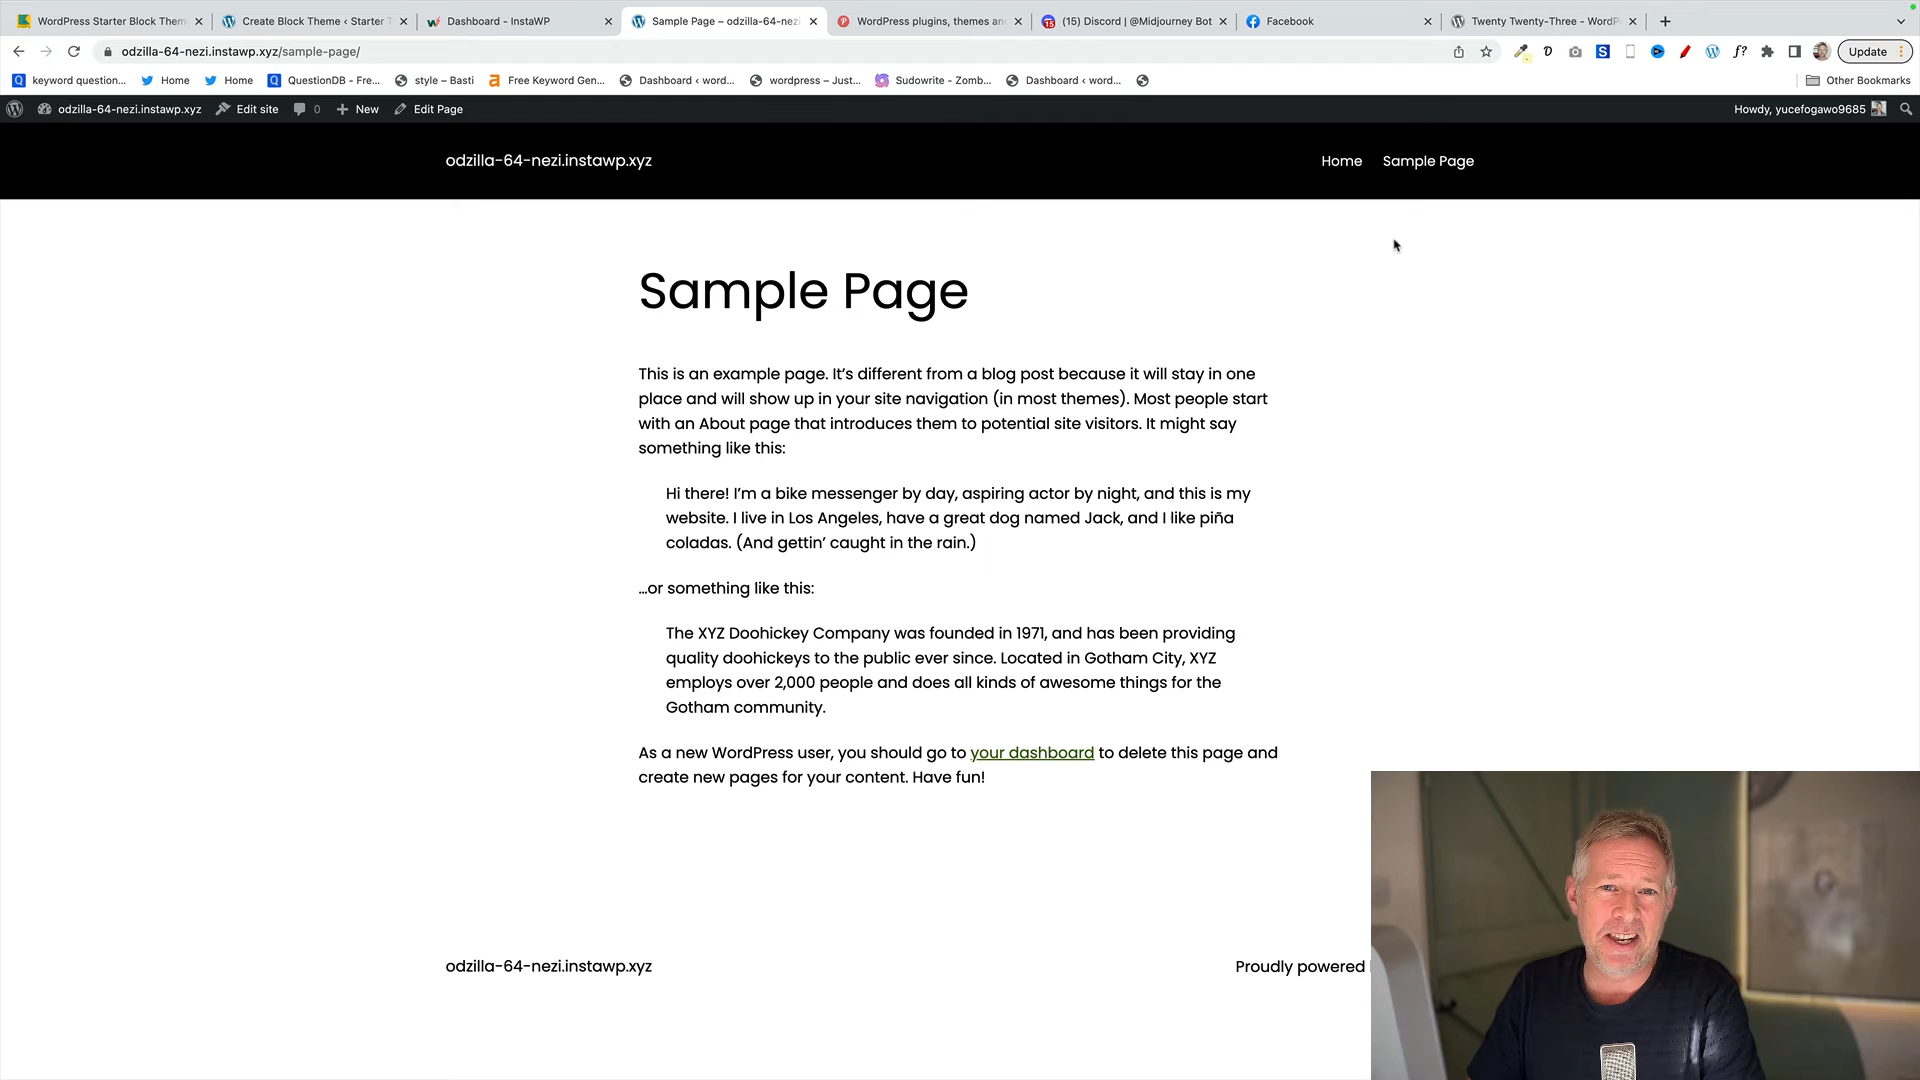 WordPress Starter Block Them
Create Block Theme ‹ Starter T
Dashboard - InstaWP
Sample Page – odzilla-64-nezi
WordPress plugins, themes an
(15) Discord | @Midjourney Bot
Facebook
Twenty Twenty-Three - WordP
odzilla-64-nezi.instawp.xyz/sample-page/
Update
keyword question...
Home
Home
QuestionDB - Fre...
style – Basti
Free Keyword Gen...
Dashboard ‹ word...
wordpress – Just...
Sudowrite - Zomb...
Dashboard ‹ word...
Other Bookmarks
odzilla-64-nezi.instawp.xyz
Edit site
0
New
Edit Page
Howdy, yucefogawo9685
odzilla-64-nezi.instawp.xyz
Home
Sample Page
Sample Page
This is an example page. It’s different from a blog post because it will stay in one
place and will show up in your site navigation (in most themes). Most people start
with an About page that introduces them to potential site visitors. It might say
something like this:
Hi there! I’m a bike messenger by day, aspiring actor by night, and this is my
website. I live in Los Angeles, have a great dog named Jack, and I like piña
coladas. (And gettin’ caught in the rain.)
…or something like this:
The XYZ Doohickey Company was founded in 1971, and has been providing
quality doohickeys to the public ever since. Located in Gotham City, XYZ
employs over 2,000 people and does all kinds of awesome things for the
Gotham community.
As a new WordPress user, you should go to your dashboard to delete this page and
create new pages for your content. Have fun!
odzilla-64-nezi.instawp.xyz
Proudly powered